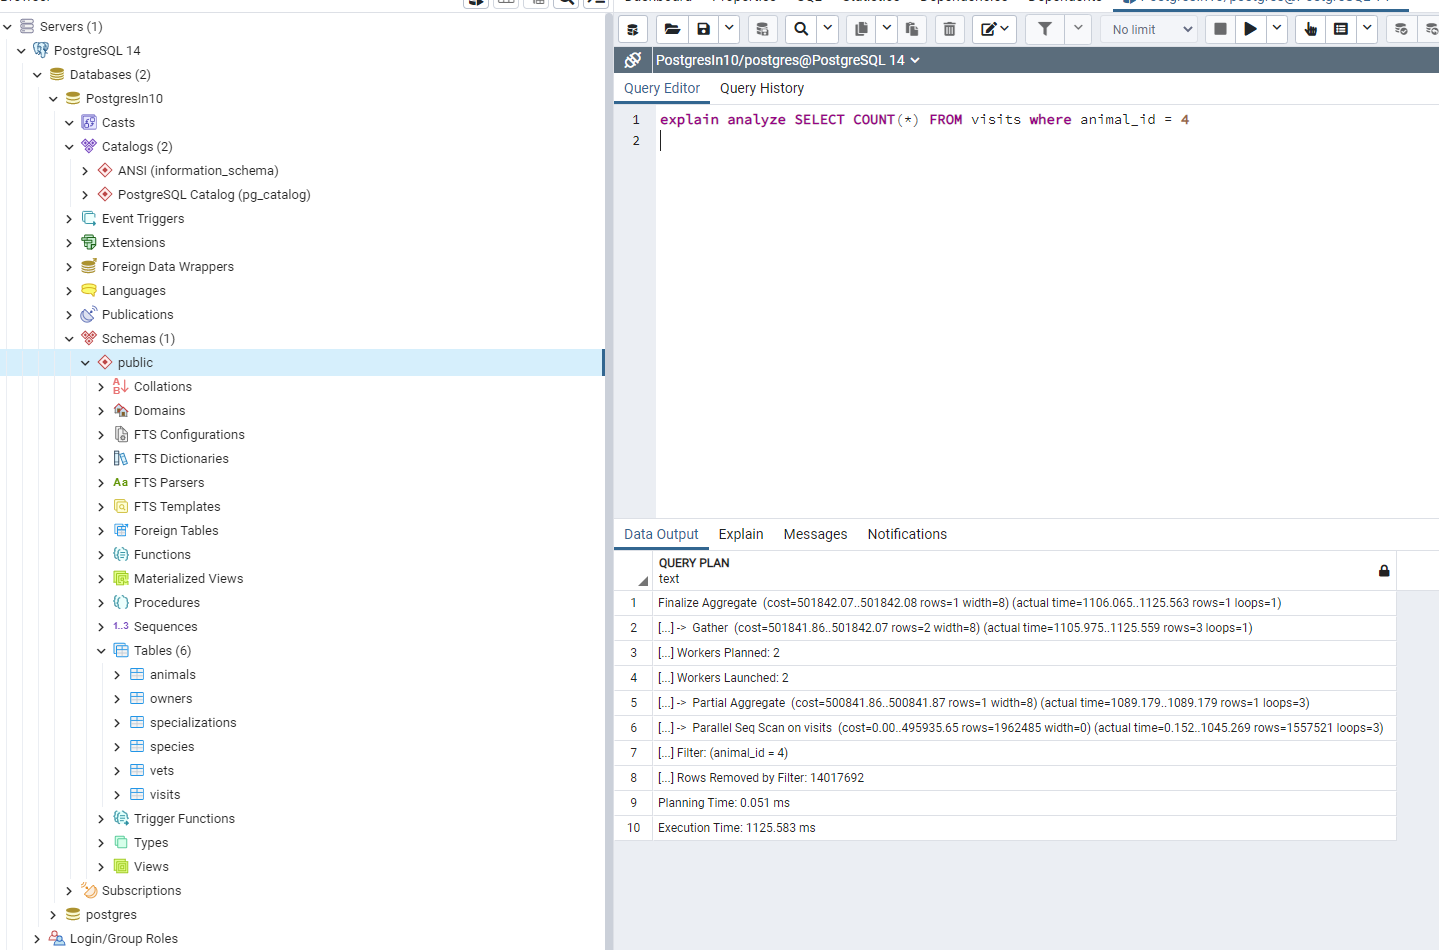 Servers (1)
PostgreSQL 14
Databases (2)
PostgresIn10
Casts
Catalogs (2)
ANSI (information_schema)
PostgreSQL Catalog (pg_catalog)
Event Triggers
Extensions
Foreign Data Wrappers
Languages
Publications
Schemas (1)
public
Collations
Domains
FTS Configurations
FTS Dictionaries
Aa FTS Parsers
FTS Templates
Foreign Tables
Functions
Materialized Views
Procedures
1..3 Sequences
Tables (6)
animals
owners
specializations
species
vets
visits
Trigger Functions
Types
Views
Subscriptions
postgres
Login/Group Roles
No limit
PostgresIn10/postgres@PostgreSQL 14
Query Editor Query History
1 explain analyze SELECT COUNT(*) FROM visits where animal_id = 4
2
Data Output Explain Messages Notifications
QUERY PLAN
text
1 Finalize Aggregate (cost=501842.07..501842.08 rows=1 width=8) (actual time=1106.065..1125.563 rows=1 loops=1)
2 [...] -> Gather (cost=501841.86..501842.07 rows=2 width=8) (actual time=1105.975..1125.559 rows=3 loops=1)
3 [...] Workers Planned: 2
4 [...] Workers Launched: 2
5 [...] -> Partial Aggregate (cost=500841.86..500841.87 rows=1 width=8) (actual time=1089.179..1089.179 rows=1 loops=3)
6 [...] -> Parallel Seq Scan on visits (cost=0.00..495935.65 rows=1962485 width=0) (actual time=0.152..1045.269 rows=1557521 loops=3)
7 [...] Filter: (animal_id = 4)
8 [...] Rows Removed by Filter: 14017692
9 Planning Time: 0.051 ms
10 Execution Time: 1125.583 ms